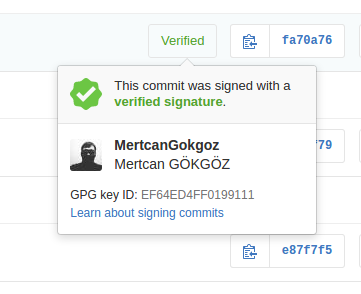 Verified
fa70a76
This commit was signed with a
verified signature.
MertcanGokgoz
Mertcan GÖKGÖZ
79
GPG key ID: EF64ED4FF0199111
Learn about signing commits
e87f7f5